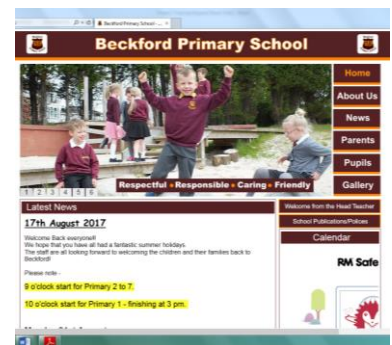 Beckford Primary School - ...
Beckford Primary School
Home
About Us
News
Parents
Pupils
Gallery
1 2 3 4 5 6
Respectful • Responsible • Caring • Friendly
Latest News
17th August 2017
Welcome Back everyone!!
We hope that you have all had a fantastic summer holidays.
The staff are all looking forward to welcoming the children and their families back to
Beckford!
Please note -
9 o'clock start for Primary 2 to 7.
10 o'clock start for Primary 1 - finishing at 3 pm.
Welcome from the Head Teacher
School Publications/Polices
Calendar
RM Safe